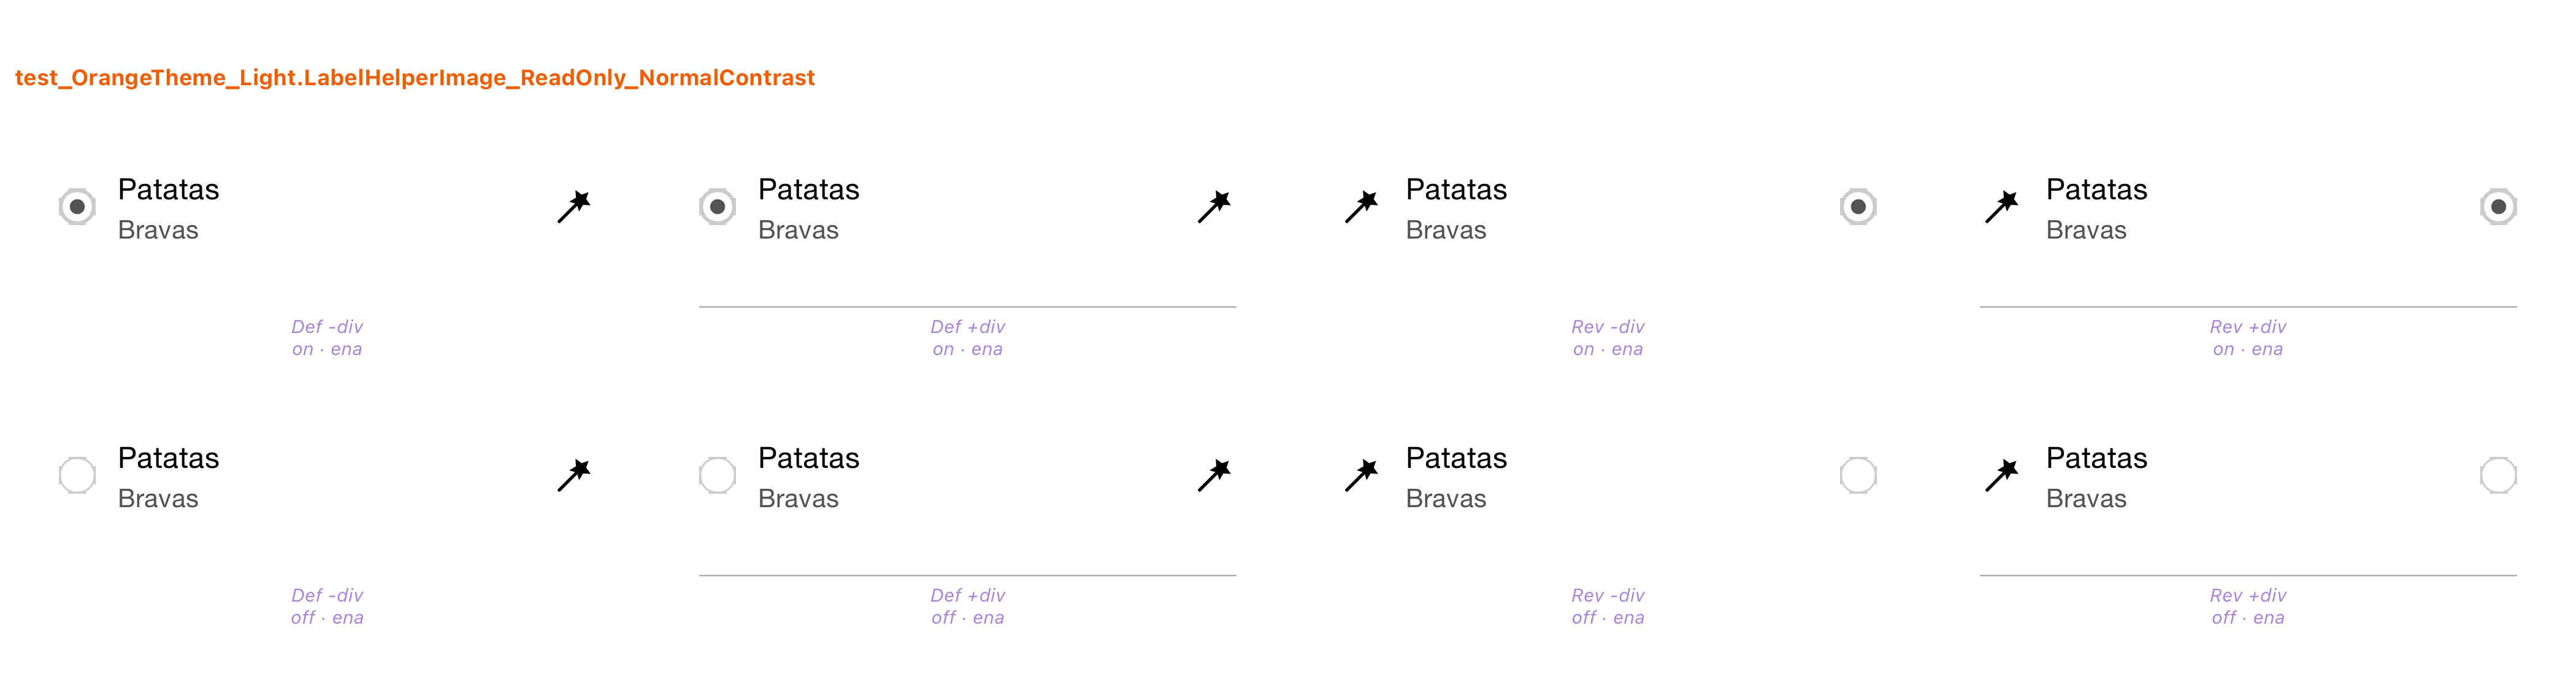 test_OrangeTheme_Light.LabelHelperImage_ReadOnly_NormalContrast
Patatas
Bravas
Def -div
on · ena
Patatas
Bravas
Def +div
on · ena
Patatas
Bravas
Rev -div
on · ena
Patatas
Bravas
Rev +div
on · ena
Patatas
Bravas
Def -div
off · ena
Patatas
Bravas
Def +div
off · ena
Patatas
Bravas
Rev -div
off · ena
Patatas
Bravas
Rev +div
off · ena